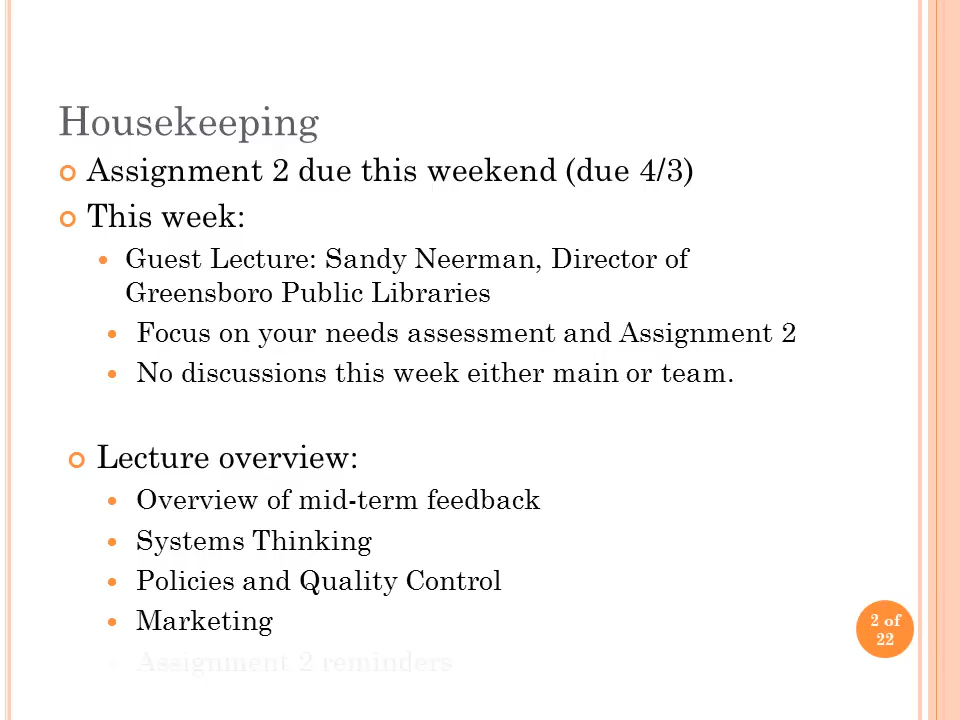 Housekeeping
Assignment 2 due this weekend (due 4/3)
This week:
Guest Lecture: Sandy Neerman, Director of
Greensboro Public Libraries
Focus on your needs assessment and Assignment 2
No discussions this week either main or team.
Lecture overview:
Overview of mid-term feedback
Systems Thinking
Policies and Quality Control
Marketing
Assignment 2 reminders
2 of
22